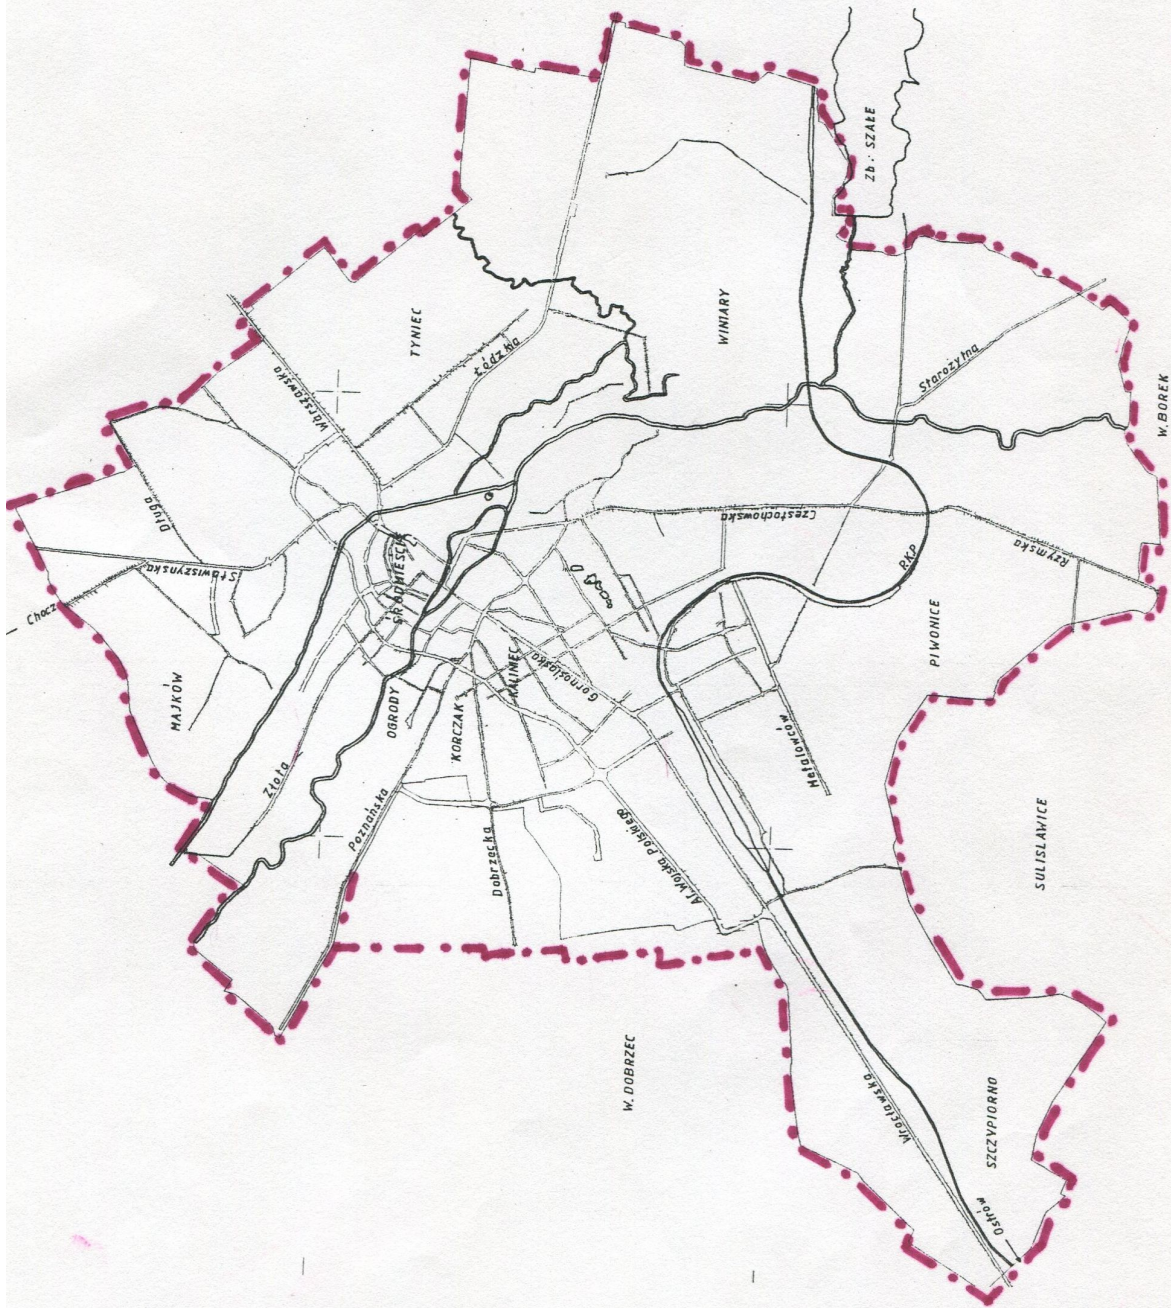 Zb.: SZAŁE
WINIARY
TYNIEC
Łódzka
Warszawska
Starożytna
W. BOREK
Długa
Stawiszyńska
Chocz
ŚRÓDMIEŚCIE
Częstochowska
Rzymska
RKP
PIWONICE
MAJKÓW
OGRODY
KORCZAK
KALINIEC
Górnośląska
Metalowców
Złota
Poznańska
Dobrzecka
Al. Wojska Polskiego
SULISŁAWICE
W. DOBRZEC
Wrocławska
SZCZYPIORNO
Ostrów